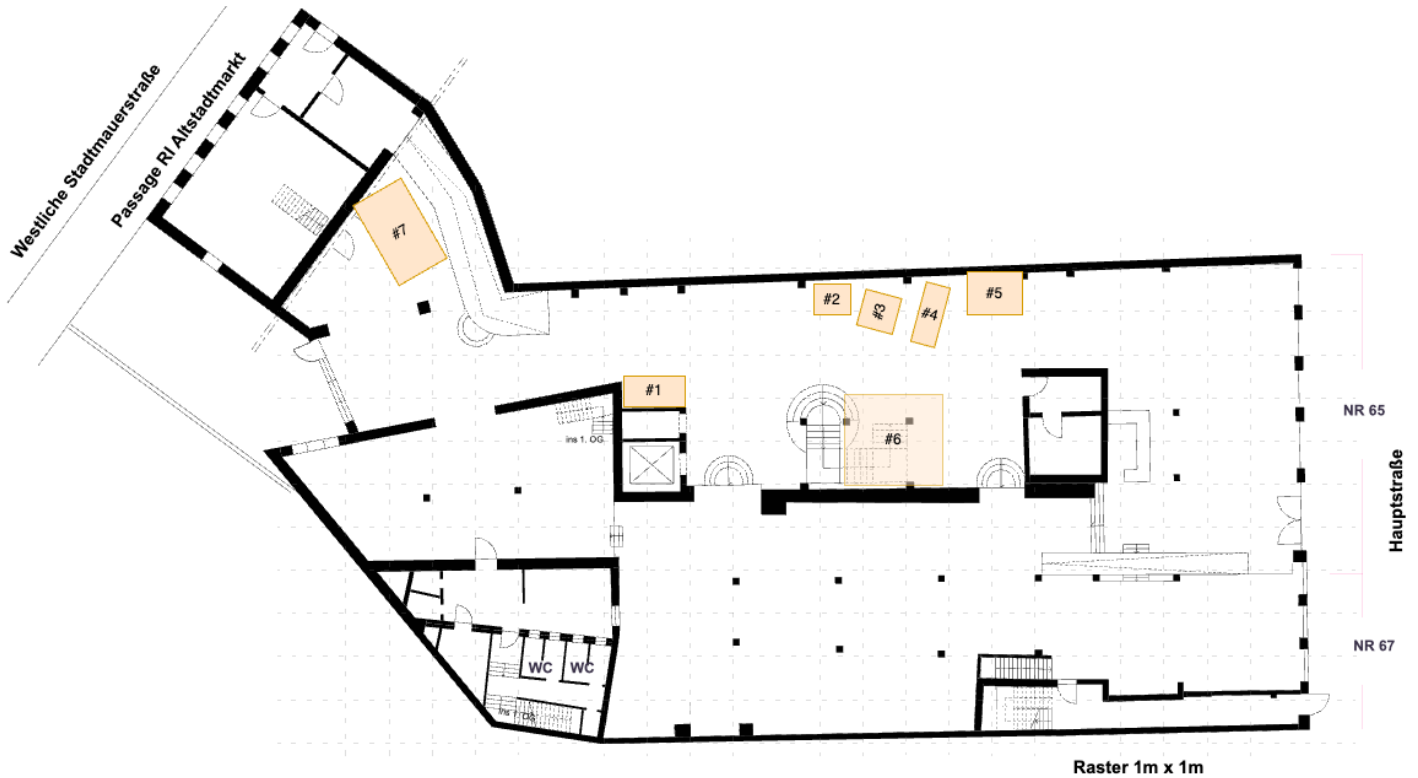 Westliche Stadtmauerstraße
Passage RI Altstadtmarkt
#7
#2
#3
#4
#5
#1
#6
ins 1. OG
NR 65
Hauptstraße
NR 67
WC
WC
ins 1. OG
Raster 1m x 1m